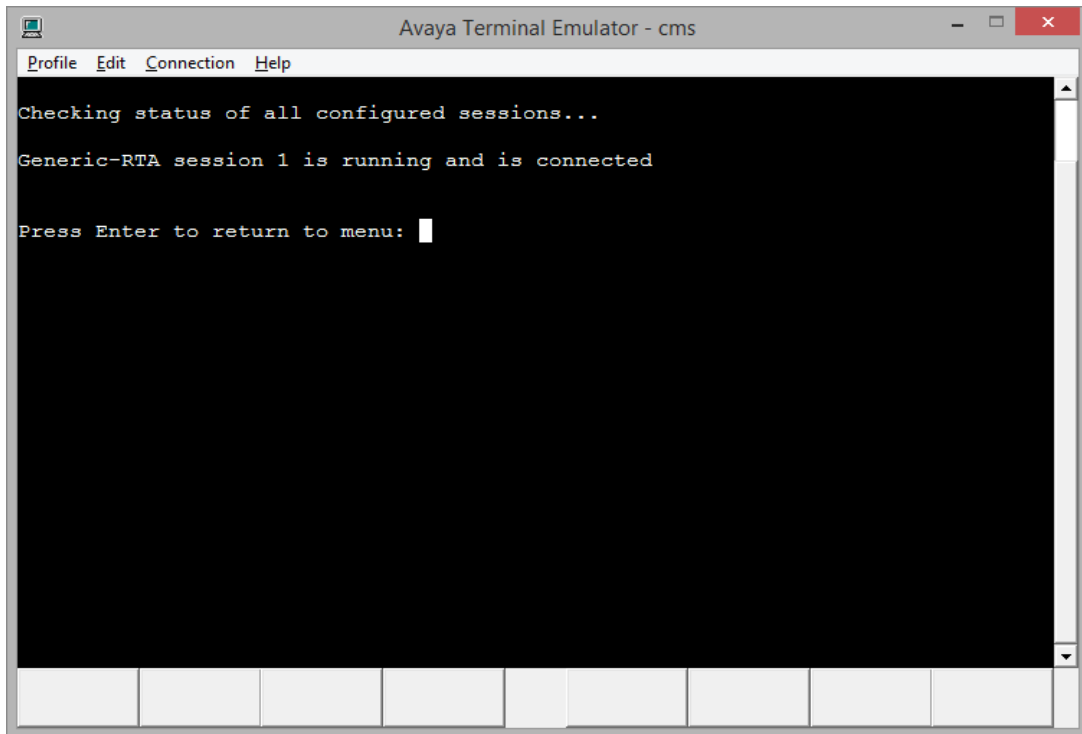 Avaya Terminal Emulator - cms
Profile Edit Connection Help
Checking status of all configured sessions...
Generic-RTA session 1 is running and is connected
Press Enter to return to menu: